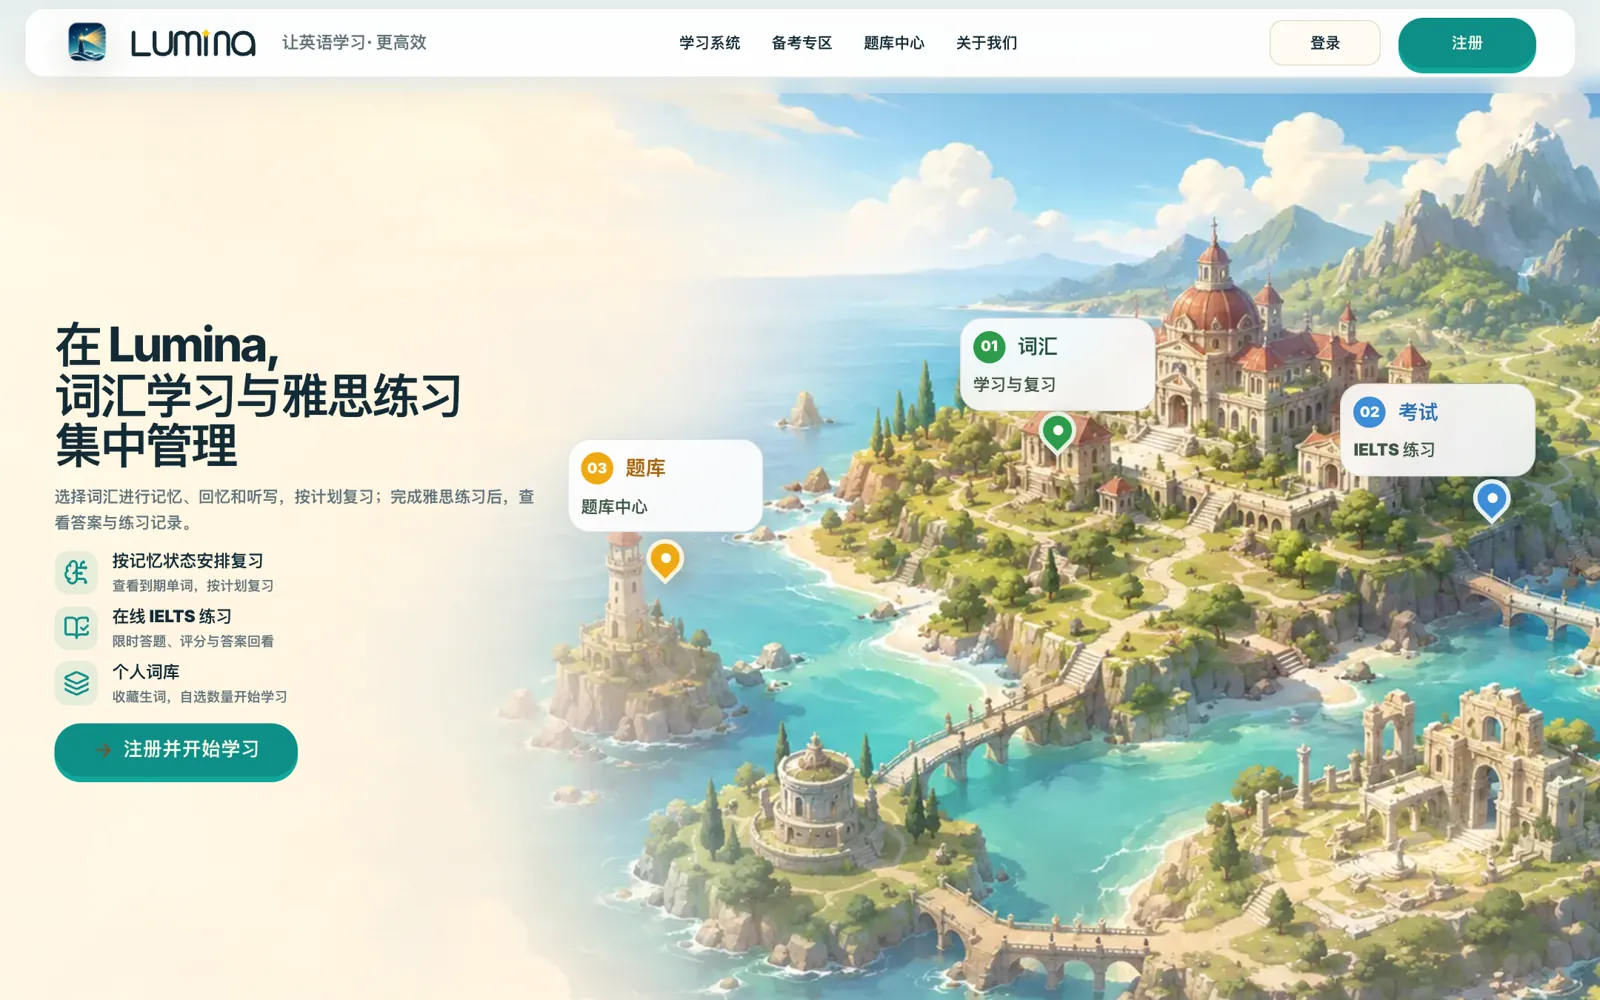 Lumina
让英语学习·更高效
学习系统
备考专区
题库中心
关于我们
登录
注册
在 Lumina,
词汇学习与雅思练习
集中管理
选择词汇进行记忆、回忆和听写，按计划复习；完成雅思练习后，查
看答案与练习记录。
按记忆状态安排复习
查看到期单词，按计划复习
在线 IELTS 练习
限时答题、评分与答案回看
个人词库
收藏生词，自选数量开始学习
→ 注册并开始学习
01 词汇
学习与复习
02 考试
IELTS 练习
03 题库
题库中心